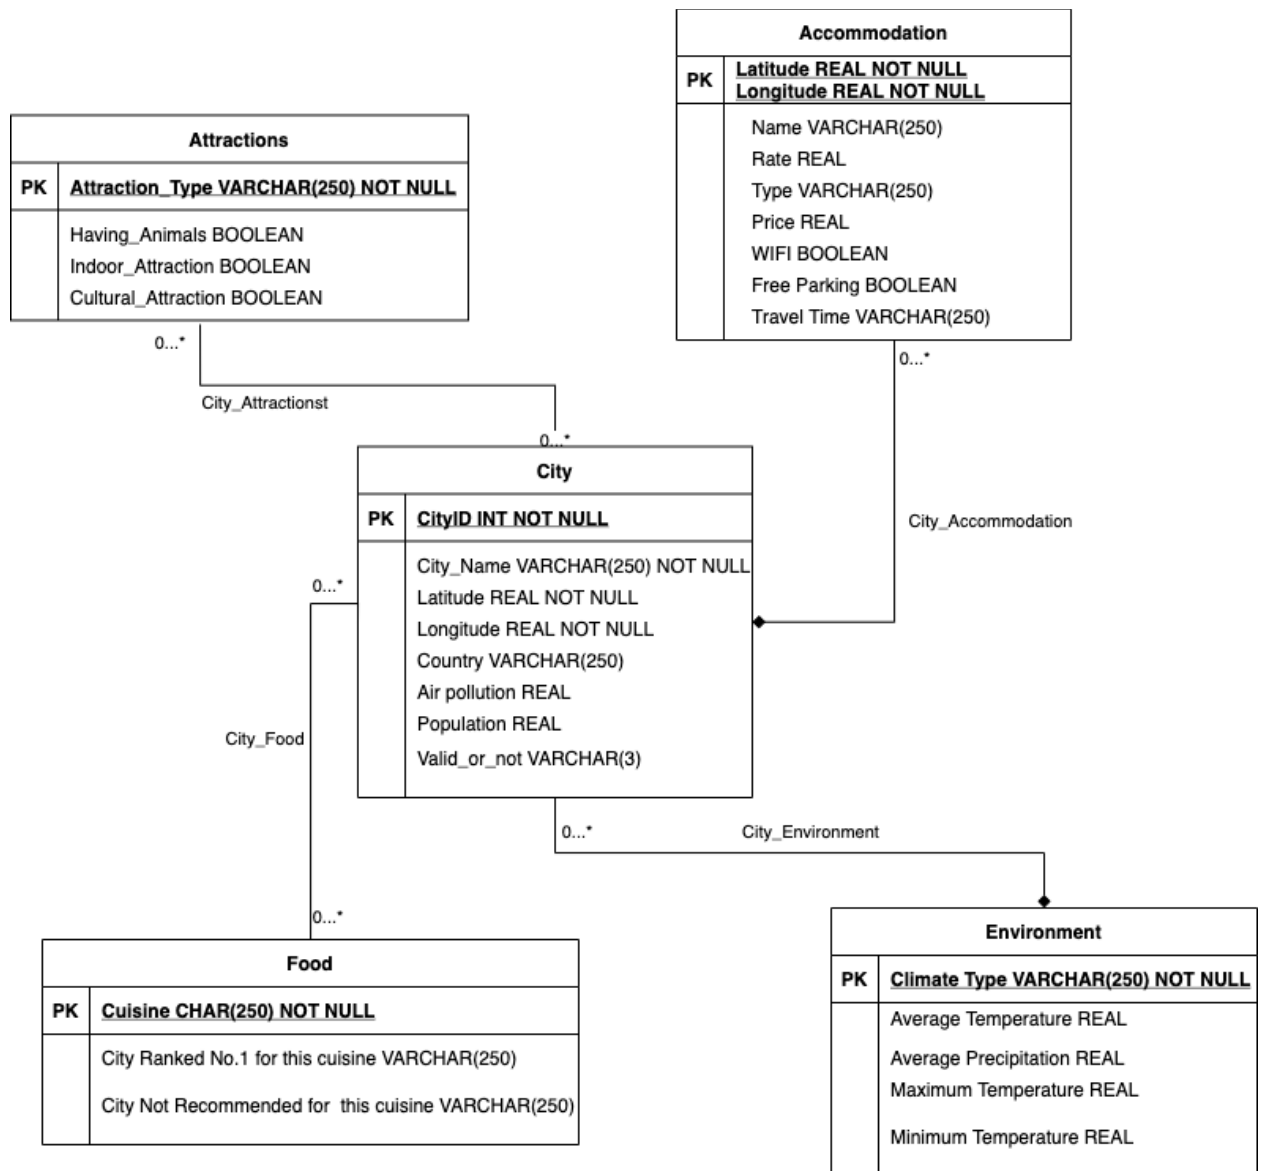 Accommodation
PK
Latitude REAL NOT NULL
Longitude REAL NOT NULL
Name VARCHAR(250)
Rate REAL
Type VARCHAR(250)
Price REAL
WIFI BOOLEAN
Free Parking BOOLEAN
Travel Time VARCHAR(250)
0...*
Attractions
PK Attraction_Type VARCHAR(250) NOT NULL
Having_Animals BOOLEAN
Indoor_Attraction BOOLEAN
Cultural_Attraction BOOLEAN
0...*
City_Attractionst
0...*
City
PK CityID INT NOT NULL
City_Name VARCHAR(250) NOT NULL
Latitude REAL NOT NULL
Longitude REAL NOT NULL
Country VARCHAR(250)
Air pollution REAL
Population REAL
Valid_or_not VARCHAR(3)
City_Accommodation
0...*
City_Food
0...*
0...*
City_Environment
Food
PK Cuisine CHAR(250) NOT NULL
City Ranked No.1 for this cuisine VARCHAR(250)
City Not Recommended for this cuisine VARCHAR(250)
Environment
PK Climate Type VARCHAR(250) NOT NULL
Average Temperature REAL
Average Precipitation REAL
Maximum Temperature REAL
Minimum Temperature REAL